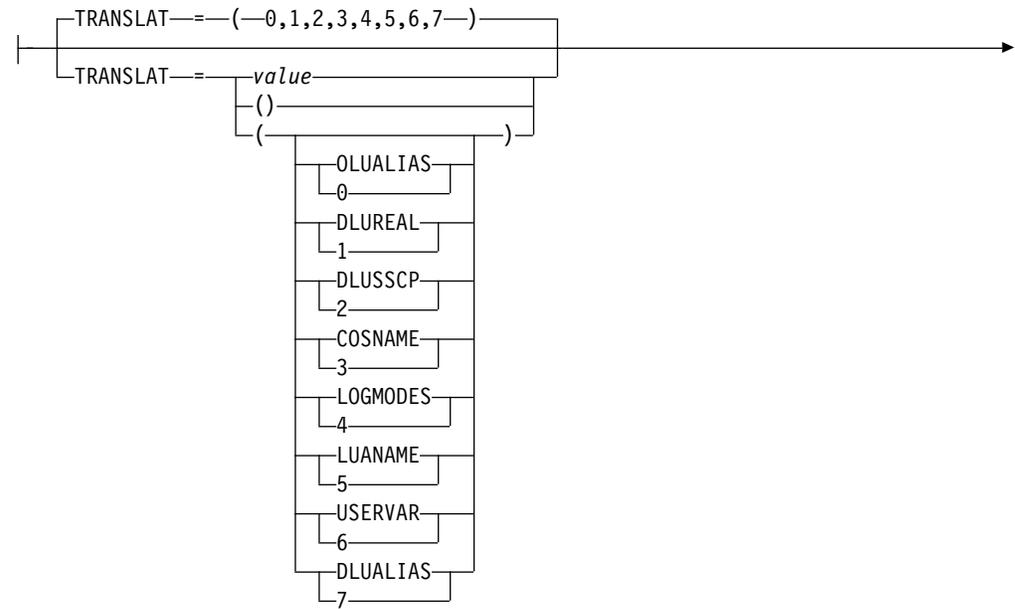 TRANSLAT = ( 0,1,2,3,4,5,6,7 )
TRANSLAT = value
()
( )
OLUALIAS
0
DLUREAL
1
DLUSSCP
2
COSNAME
3
LOGMODES
4
LUANAME
5
USERVAR
6
DLUALIAS
7